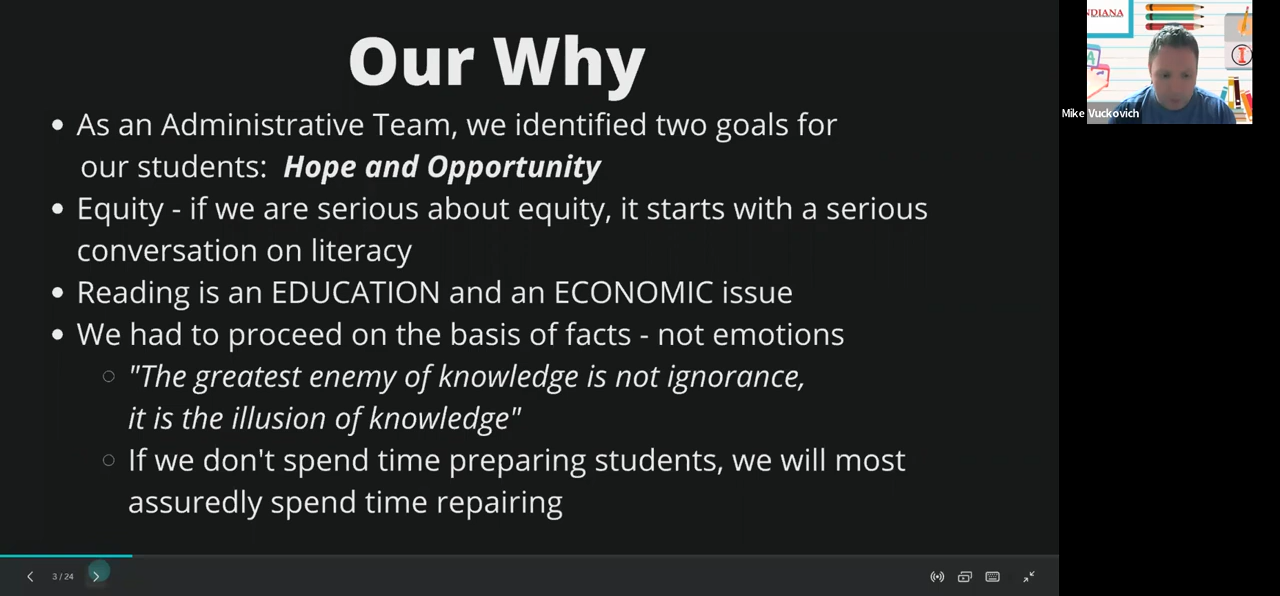 Our Why
• As an Administrative Team, we identified two goals for
our students: Hope and Opportunity
• Equity - if we are serious about equity, it starts with a serious
conversation on literacy
• Reading is an EDUCATION and an ECONOMIC issue
• We had to proceed on the basis of facts - not emotions
○ "The greatest enemy of knowledge is not ignorance,
it is the illusion of knowledge"
○ If we don't spend time preparing students, we will most
assuredly spend time repairing
3 / 24
NDIANA
I
A
Mike Vuckovich